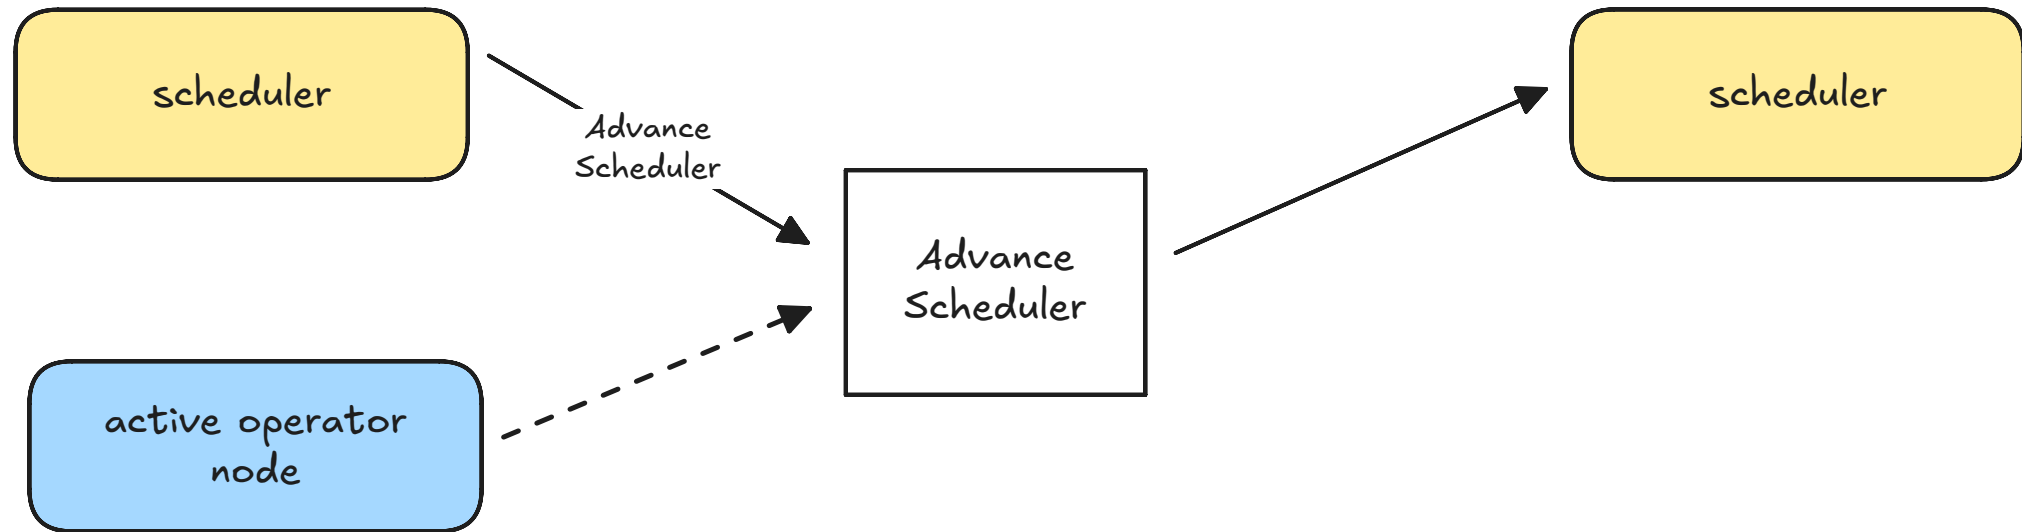 scheduler
Advance
Scheduler
scheduler
Advance
Scheduler
active operator
node